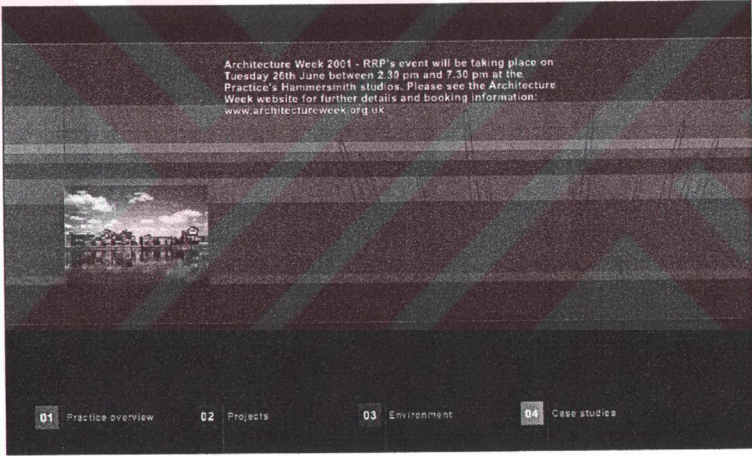 Architecture Week 2001 - RRP's event will be taking place on
Tuesday 26th June between 2.30 pm and 7.30 pm at the
Practice's Hammersmith studios. Please see the Architecture
Week website for further details and booking information:
www.architectureweek.org.uk
01 Practice overview 02 Projects 03 Environment 04 Case studies